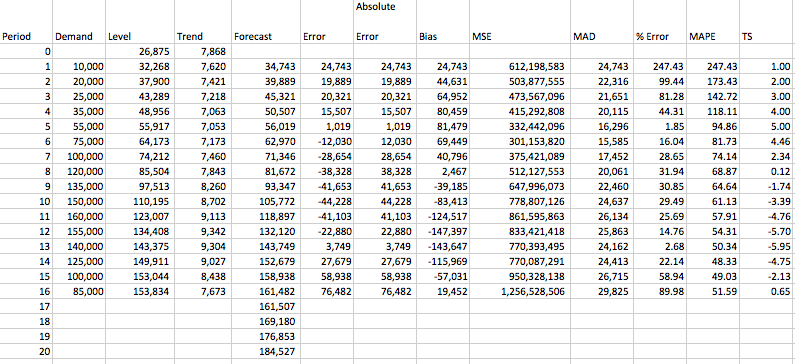 Absolute
Period Demand Level Trend Forecast Error Error Bias MSE MAD % Error MAPE TS
0 26,875 7,868
1 10,000 32,268 7,620 34,743 24,743 24,743 24,743 612,198,583 24,743 247.43 247.43 1.00
2 20,000 37,900 7,421 39,889 19,889 19,889 44,631 503,877,555 22,316 99.44 173.43 2.00
3 25,000 43,289 7,218 45,321 20,321 20,321 64,952 473,567,096 21,651 81.28 142.72 3.00
4 35,000 48,956 7,063 50,507 15,507 15,507 80,459 415,292,808 20,115 44.31 118.11 4.00
5 55,000 55,917 7,053 56,019 1,019 1,019 81,479 332,442,096 16,296 1.85 94.86 5.00
6 75,000 64,173 7,173 62,970 -12,030 12,030 69,449 301,153,820 15,585 16.04 81.73 4.46
7 100,000 74,212 7,460 71,346 -28,654 28,654 40,796 375,421,089 17,452 28.65 74.14 2.34
8 120,000 85,504 7,843 81,672 -38,328 38,328 2,467 512,127,553 20,061 31.94 68.87 0.12
9 135,000 97,513 8,260 93,347 -41,653 41,653 -39,185 647,996,073 22,460 30.85 64.64 -1.74
10 150,000 110,195 8,702 105,772 -44,228 44,228 -83,413 778,807,126 24,637 29.49 61.13 -3.39
11 160,000 123,007 9,113 118,897 -41,103 41,103 -124,517 861,595,863 26,134 25.69 57.91 -4.76
12 155,000 134,408 9,342 132,120 -22,880 22,880 -147,397 833,421,418 25,863 14.76 54.31 -5.70
13 140,000 143,375 9,304 143,749 3,749 3,749 -143,647 770,393,495 24,162 2.68 50.34 -5.95
14 125,000 149,911 9,027 152,679 27,679 27,679 -115,969 770,087,291 24,413 22.14 48.33 -4.75
15 100,000 153,044 8,438 158,938 58,938 58,938 -57,031 950,328,138 26,715 58.94 49.03 -2.13
16 85,000 153,834 7,673 161,482 76,482 76,482 19,452 1,256,528,506 29,825 89.98 51.59 0.65
17 161,507
18 169,180
19 176,853
20 184,527